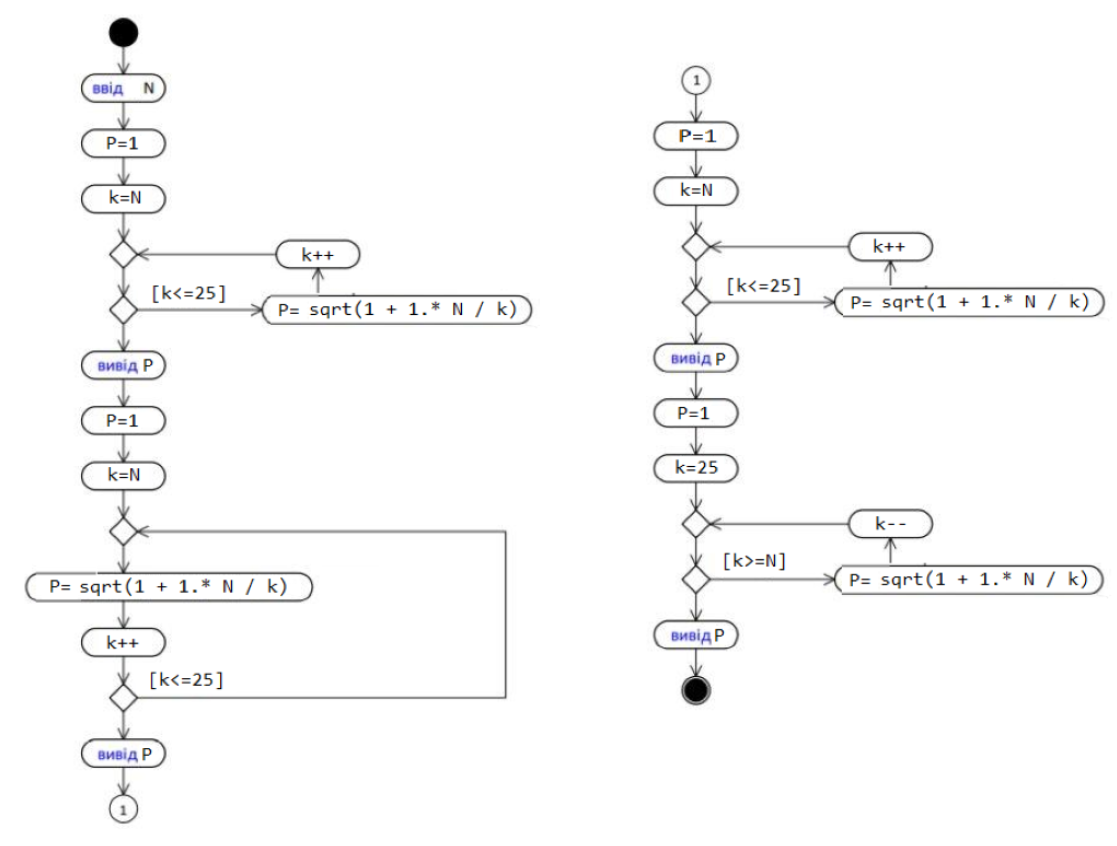 ввід N
P=1
k=N
k++
[k<=25]
P= sqrt(1 + 1.* N / k)
вивід P
P=1
k=N
P= sqrt(1 + 1.* N / k)
k++
[k<=25]
вивід P
1
1
P=1
k=N
k++
[k<=25]
P= sqrt(1 + 1.* N / k)
вивід P
P=1
k=25
k--
[k>=N]
P= sqrt(1 + 1.* N / k)
вивід P